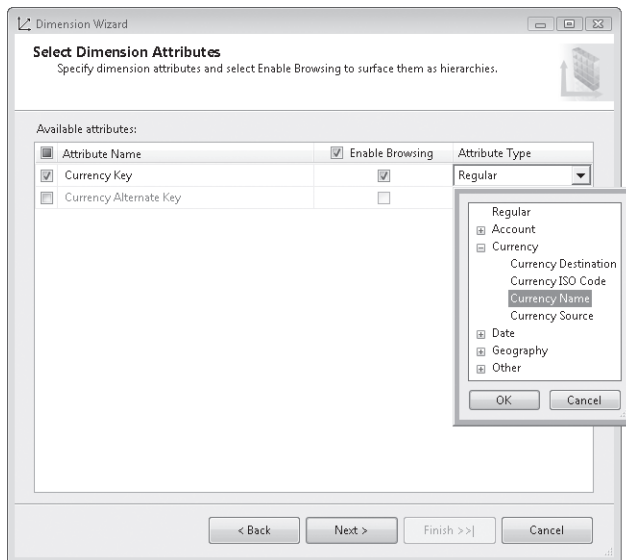 Dimension Wizard
Select Dimension Attributes
Specify dimension attributes and select Enable Browsing to surface them as hierarchies.
Available attributes:
Attribute Name Enable Browsing Attribute Type
Currency Key Regular
Currency Alternate Key
Regular
Account
Currency
Currency Destination
Currency ISO Code
Currency Name
Currency Source
Date
Geography
Other
OK Cancel
< Back Next > Finish >>| Cancel